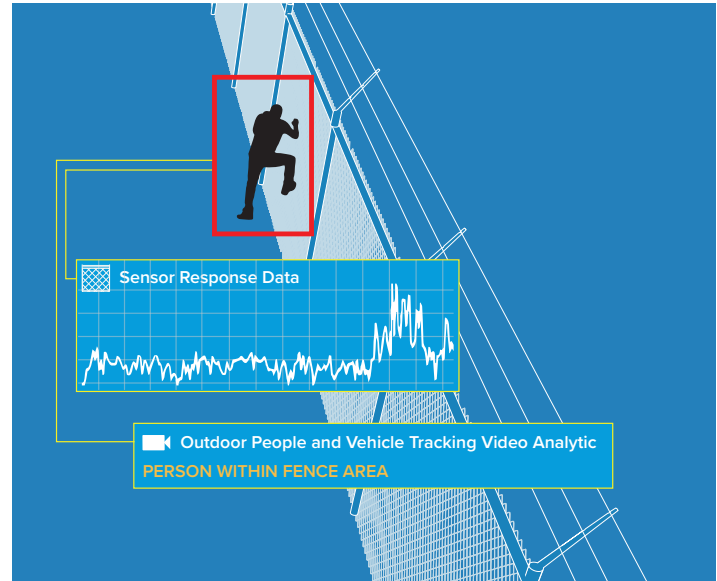 Sensor Response Data
Outdoor People and Vehicle Tracking Video Analytic
PERSON WITHIN FENCE AREA